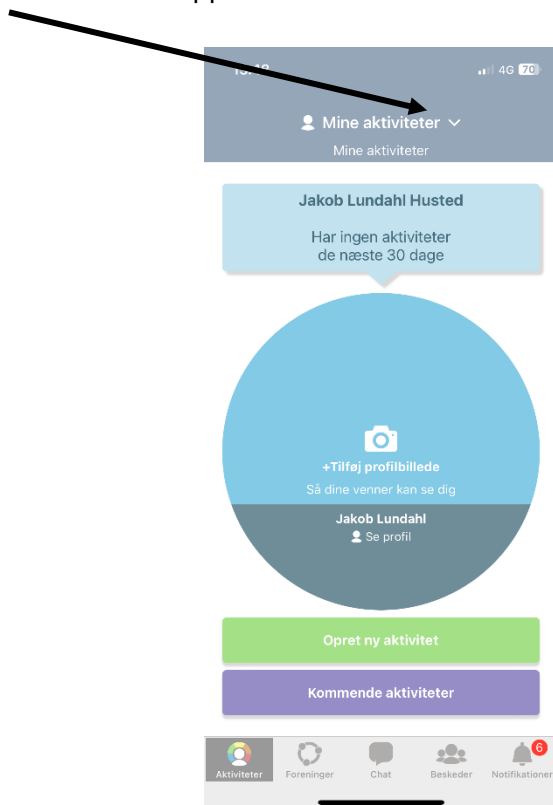 4G 70
Mine aktiviteter
Mine aktiviteter
Jakob Lundahl Husted
Har ingen aktiviteter
de næste 30 dage
+Tilføj profilbillede
Så dine venner kan se dig
Jakob Lundahl
Se profil
Opret ny aktivitet
Kommende aktiviteter
6
Aktiviteter Foreninger Chat Beskeder Notifikationer